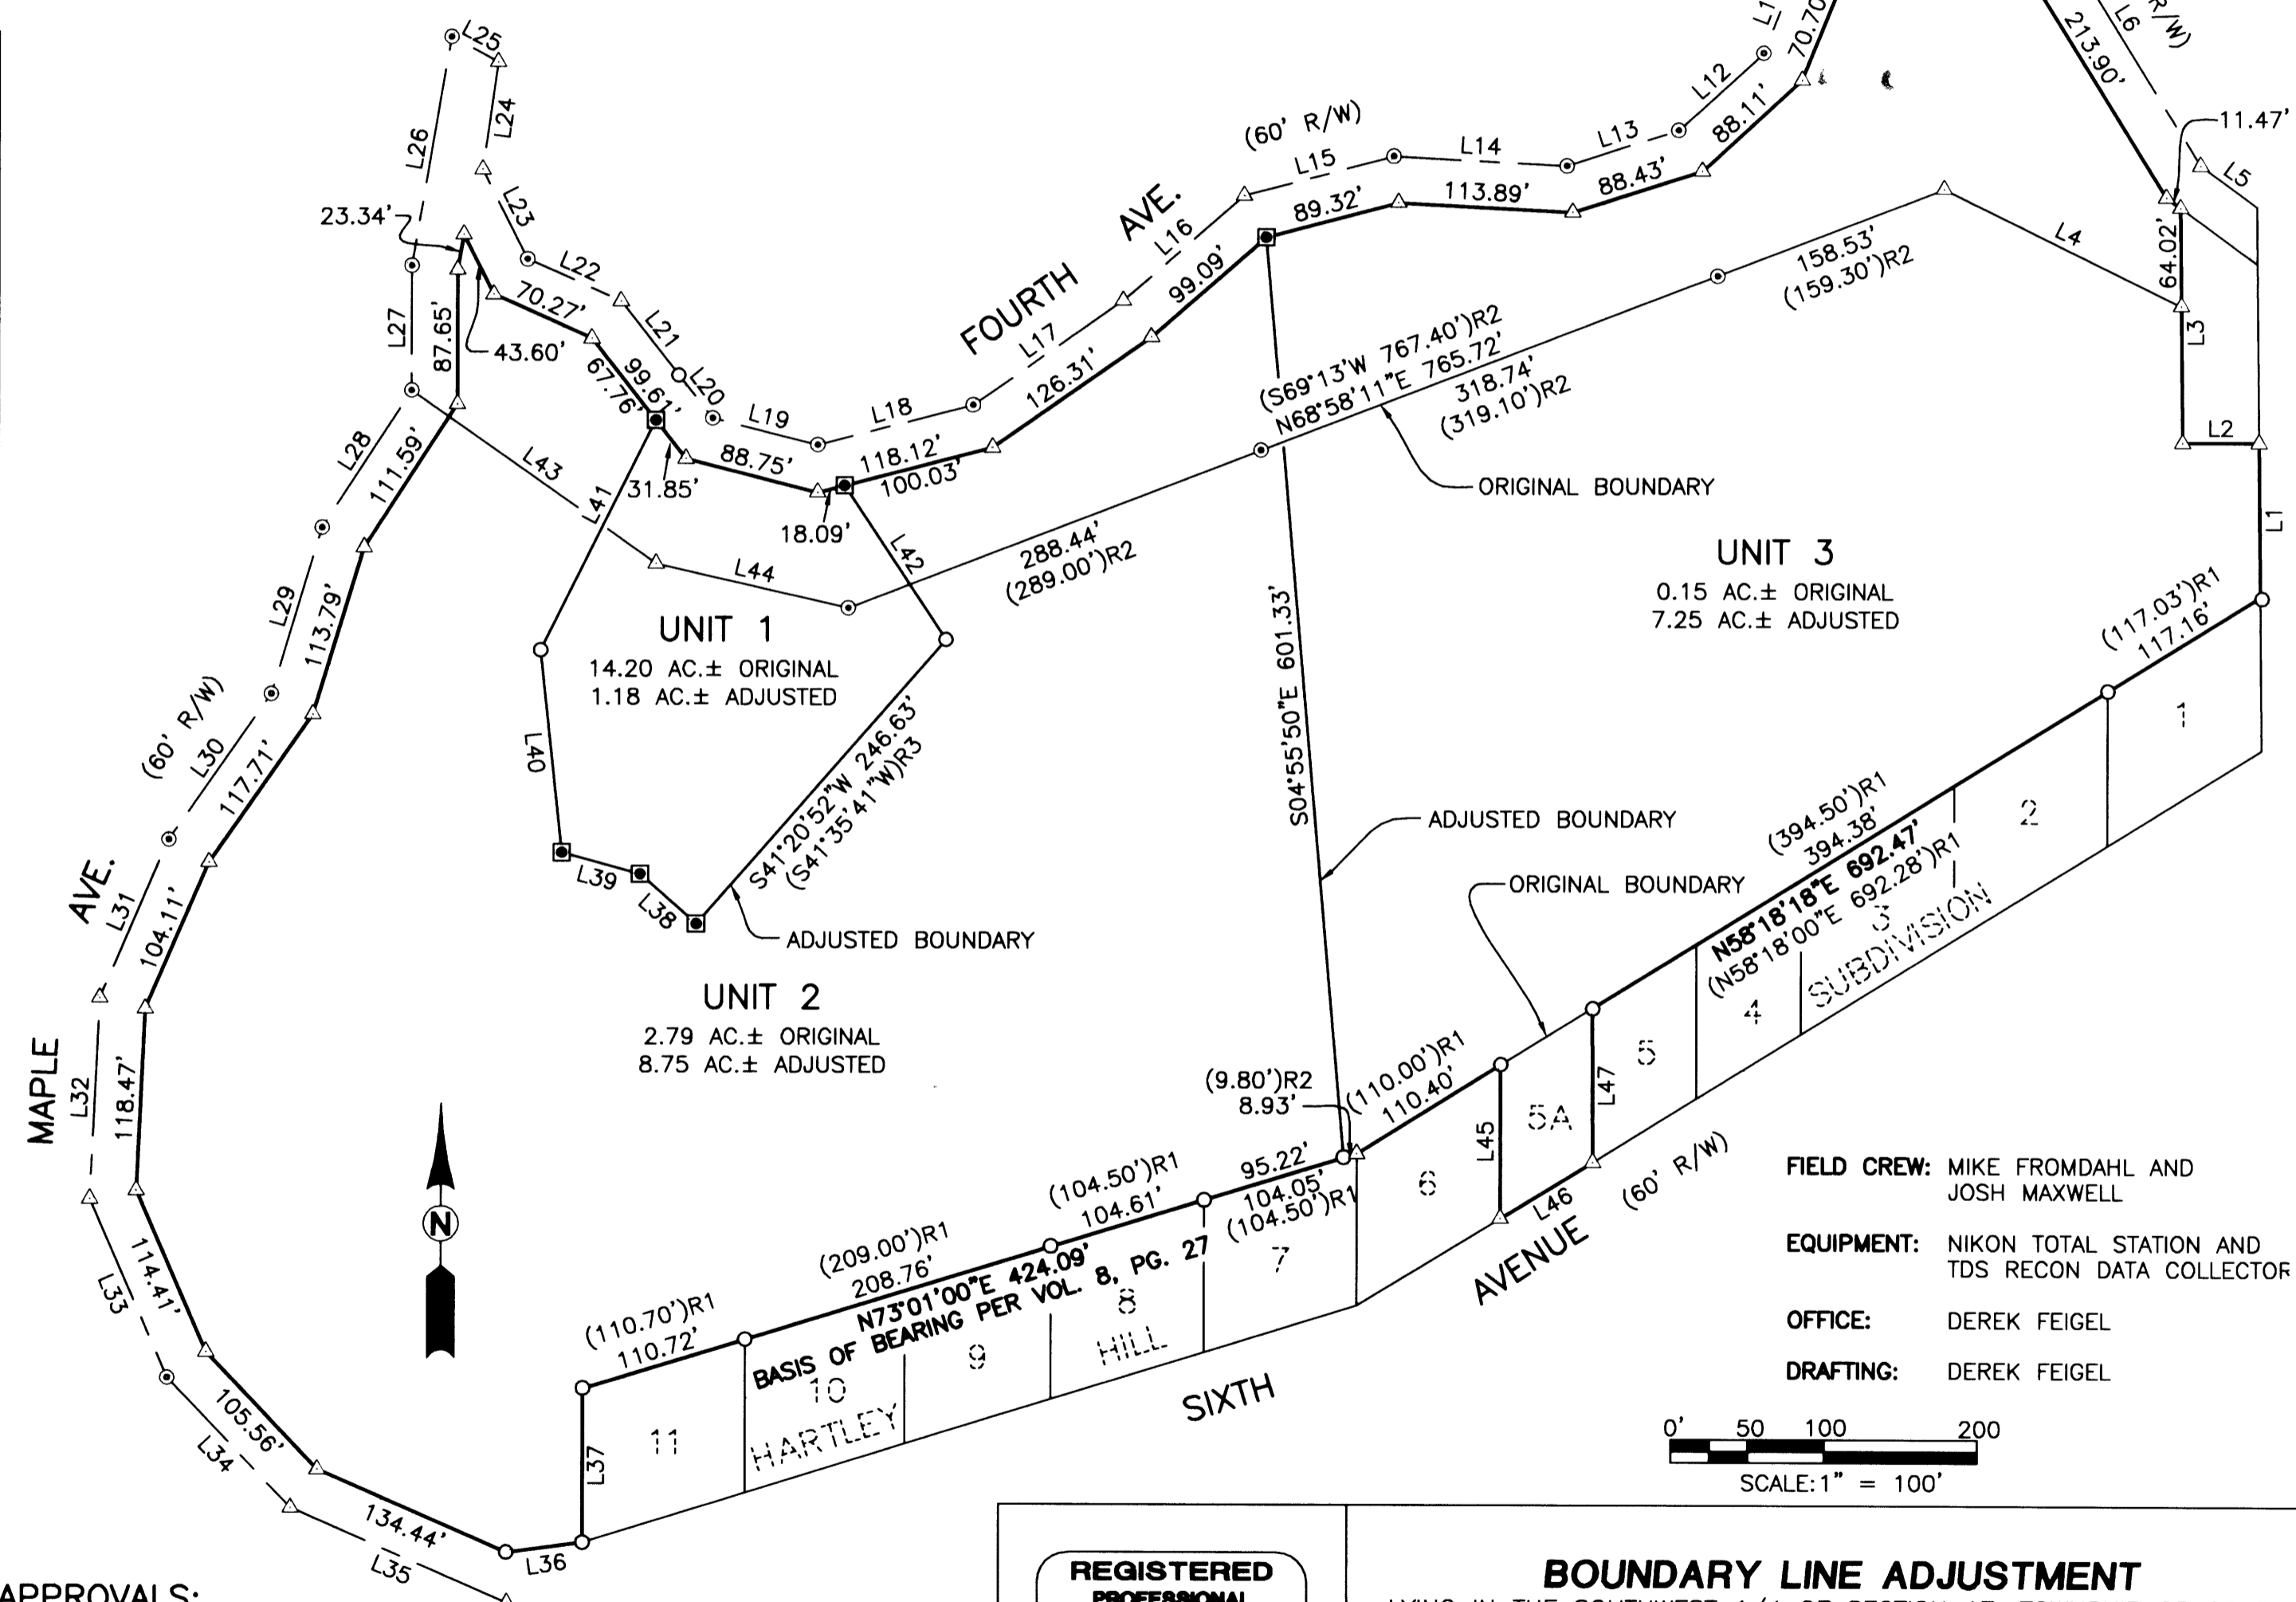 L25
L24
L26
L23
23.34'
L22
L27
87.65'
70.27'
43.60'
L21
67.76'
99.61'
L20
L19
L18
L17
L16
L15
L14
L13
L12
(60' R/W)
FOURTH AVE.
70.70
88.11'
88.43'
113.89'
89.32'
99.09'
126.31'
118.12'
100.03'
88.75'
31.85'
18.09'
213.90'
L6
R/W)
11.47'
L5
64.02'
L4
L3
L2
L1
158.53'
(159.30')R2
(S69°13'W 767.40')R2
N68°58'11"E 765.72'
318.74'
(319.10')R2
ORIGINAL BOUNDARY
288.44'
(289.00')R2
L28
111.59'
L43
L41
L42
L44
L29
113.79'
(60' R/W)
L30
117.71'
UNIT 1
14.20 AC.± ORIGINAL
1.18 AC.± ADJUSTED
L40
L39
L38
S41°20'52"W 246.63'
(S41°35'41"W)R3
ADJUSTED BOUNDARY
S04°55'50"E 601.33'
UNIT 3
0.15 AC.± ORIGINAL
7.25 AC.± ADJUSTED
(117.03')R1
117.16'
1
2
3
4
5
5A
6
7
8
9
10
11
ADJUSTED BOUNDARY
ORIGINAL BOUNDARY
(394.50')R1
394.38'
N58°18'18"E 692.47'
(N58°18'00"E 692.28')R1
SUBDIVISION
MAPLE AVE.
L31
104.11'
L32
118.47'
L33
114.41'
L34
105.56'
L35
134.44'
L36
L37
UNIT 2
2.79 AC.± ORIGINAL
8.75 AC.± ADJUSTED
N
(9.80')R2
8.93'
(110.00')R1
110.40'
L45
L47
L46
(60' R/W)
95.22'
104.05'
(104.50')R1
(104.50')R1
104.61'
(209.00')R1
208.76'
(110.70')R1
110.72'
N73°01'00"E 424.09'
BASIS OF BEARING PER VOL. 8, PG. 27
HARTLEY HILL
SIXTH AVENUE
FIELD CREW: MIKE FROMDAHL AND
JOSH MAXWELL
EQUIPMENT: NIKON TOTAL STATION AND
TDS RECON DATA COLLECTOR
OFFICE: DEREK FEIGEL
DRAFTING: DEREK FEIGEL
0' 50 100 200
SCALE: 1" = 100'
APPROVALS:
REGISTERED
PROFESSIONAL
BOUNDARY LINE ADJUSTMENT